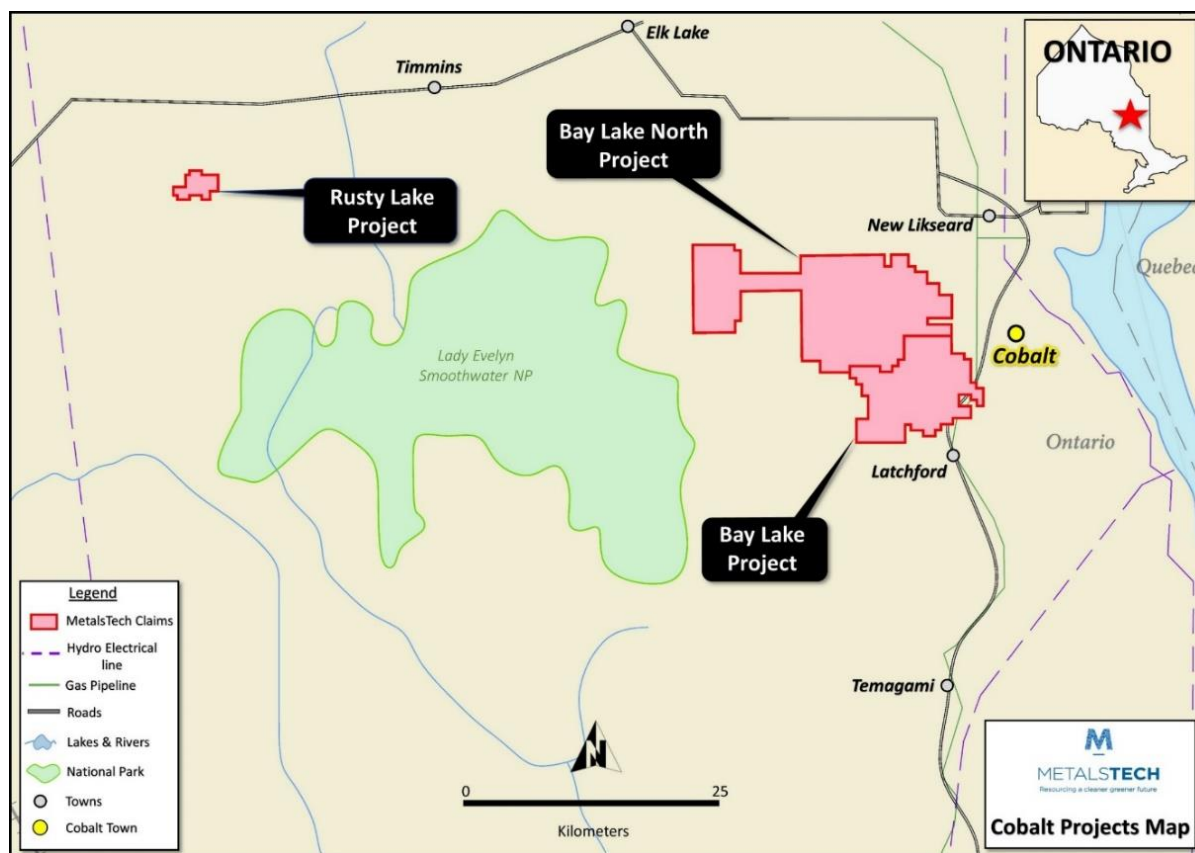 Elk Lake
Timmins
ONTARIO
Bay Lake North
Project
Rusty Lake
Project
New Likseard
Quebec
Lady Evelyn
Smoothwater NP
Cobalt
Ontario
Latchford
Bay Lake
Project
Temagami
Legend
MetalsTech Claims
Hydro Electrical
line
Gas Pipeline
Roads
Lakes & Rivers
National Park
Towns
Cobalt Town
N
0 25
Kilometers
M
METALSTECH
Resourcing a cleaner greener future
Cobalt Projects Map